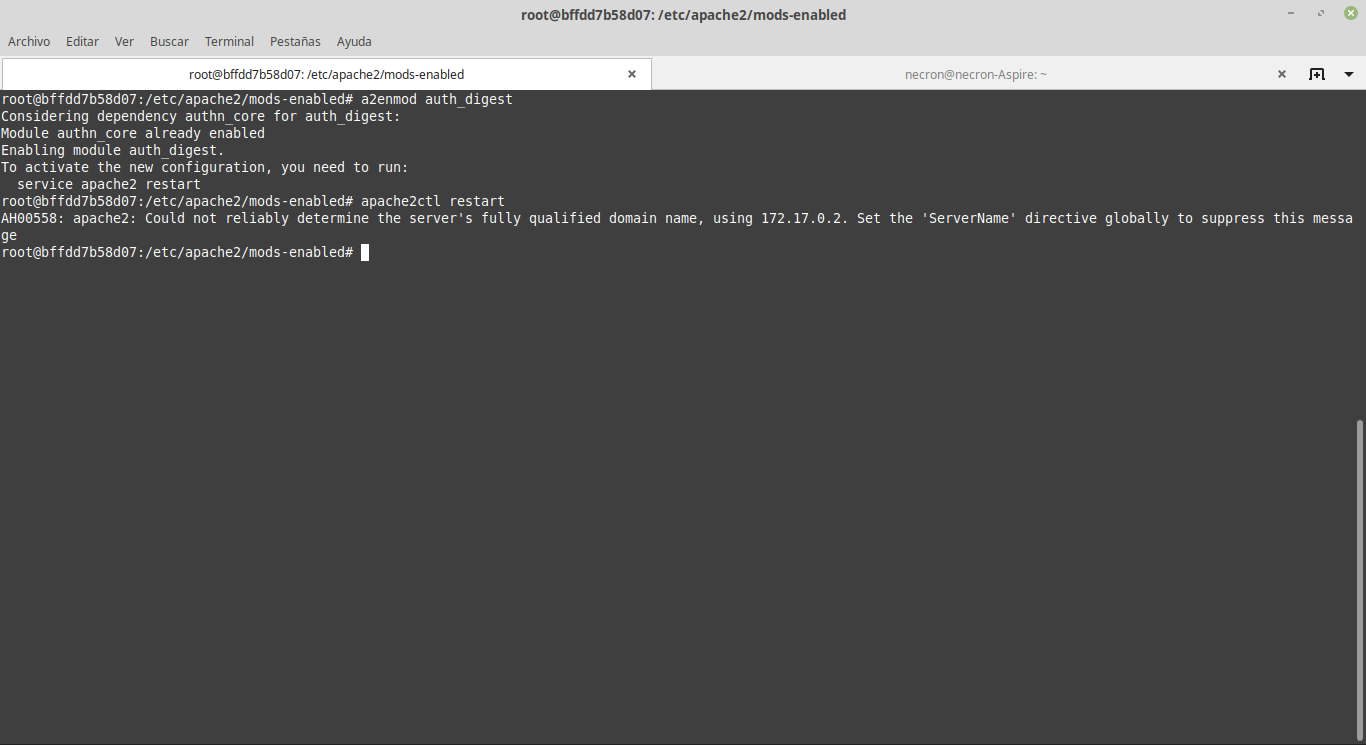 root@bffdd7b58d07: /etc/apache2/mods-enabled
Archivo Editar Ver Buscar Terminal Pestañas Ayuda
root@bffdd7b58d07: /etc/apache2/mods-enabled
necron@necron-Aspire: ~
root@bffdd7b58d07:/etc/apache2/mods-enabled# a2enmod auth_digest
Considering dependency authn_core for auth_digest:
Module authn_core already enabled
Enabling module auth_digest.
To activate the new configuration, you need to run:
  service apache2 restart
root@bffdd7b58d07:/etc/apache2/mods-enabled# apache2ctl restart
AH00558: apache2: Could not reliably determine the server's fully qualified domain name, using 172.17.0.2. Set the 'ServerName' directive globally to suppress this messa
ge
root@bffdd7b58d07:/etc/apache2/mods-enabled#